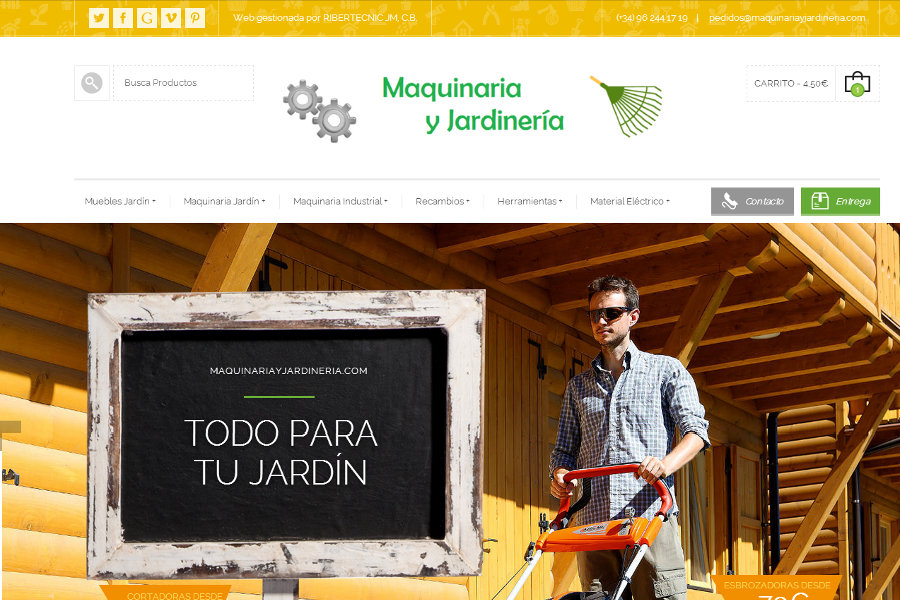 Web gestionada por RIBERTECNIC JM, C.B.
(+34) 96 244 17 19 | pedidos@maquinariayjardineria.com
Busca Productos
Maquinaria
y Jardinería
CARRITO - 4,50€
1
Muebles Jardín
Maquinaria Jardín
Maquinaria Industrial
Recambios
Herramientas
Material Eléctrico
Contacto
Entrega
MAQUINARIAYJARDINERIA.COM
TODO PARA
TU JARDÍN
CORTADORAS DESDE
ESBROZADORAS DESDE